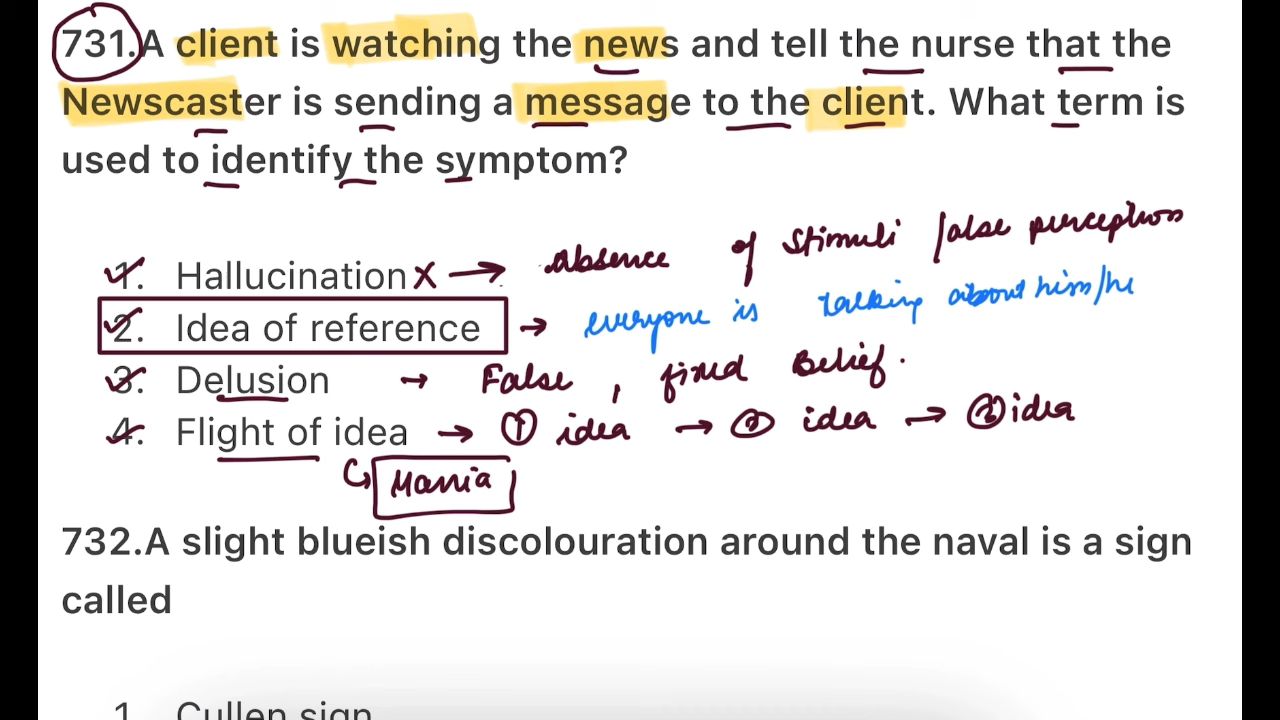 731.A client is watching the news and tell the nurse that the
Newscaster is sending a message to the client. What term is
used to identify the symptom?
1. Hallucination X → absence of stimuli false perceptions
2. Idea of reference → everyone is talking about him/he
3. Delusion → False, fixed Belief.
4. Flight of idea → ① idea → ② idea → ③ idea
Mania
732.A slight blueish discolouration around the naval is a sign
called
1. Cullen sign